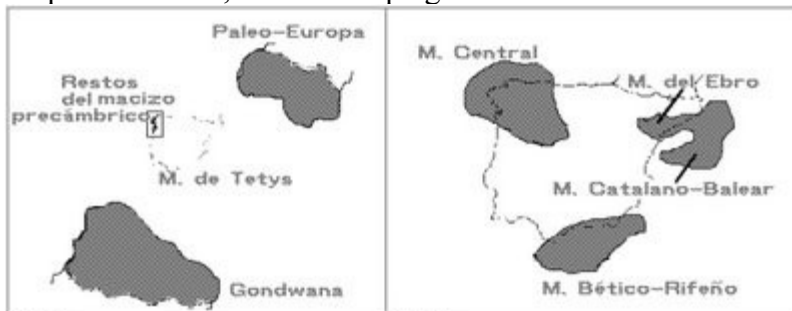 Paleo-Europa
Restos
del macizo
precámbrico
M. de Tetys
Gondwana
M. Central
M. del Ebro
M. Catalano-Balear
M. Bético-Rifeño